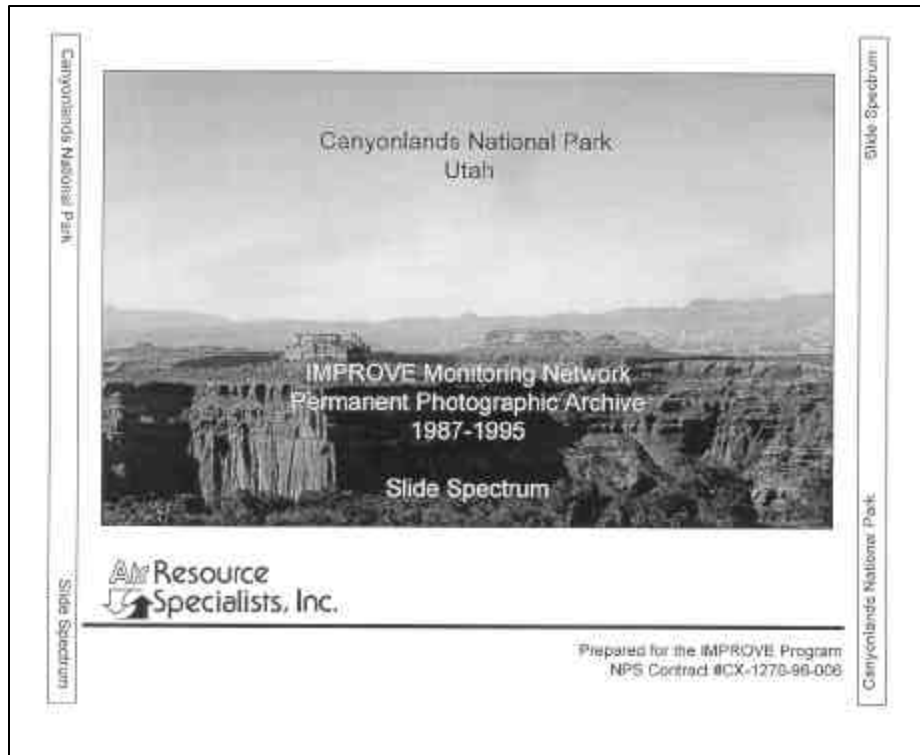 Canyonlands National Park
Slide Spectrum
Canyonlands National Park
Utah
IMPROVE Monitoring Network
Permanent Photographic Archive
1987-1995
Slide Spectrum
Air Resource
Specialists, Inc.
Prepared for the IMPROVE Program
NPS Contract #CX-1270-96-006
Slide Spectrum
Canyonlands National Park